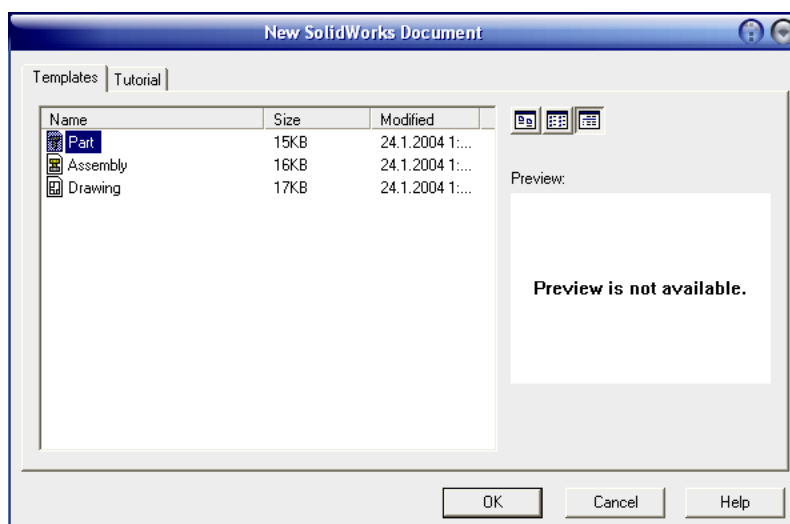 New SolidWorks Document
Templates Tutorial
Name Size Modified
Part 15KB 24.1.2004 1:...
Assembly 16KB 24.1.2004 1:...
Drawing 17KB 24.1.2004 1:...
Preview:
Preview is not available.
OK Cancel Help